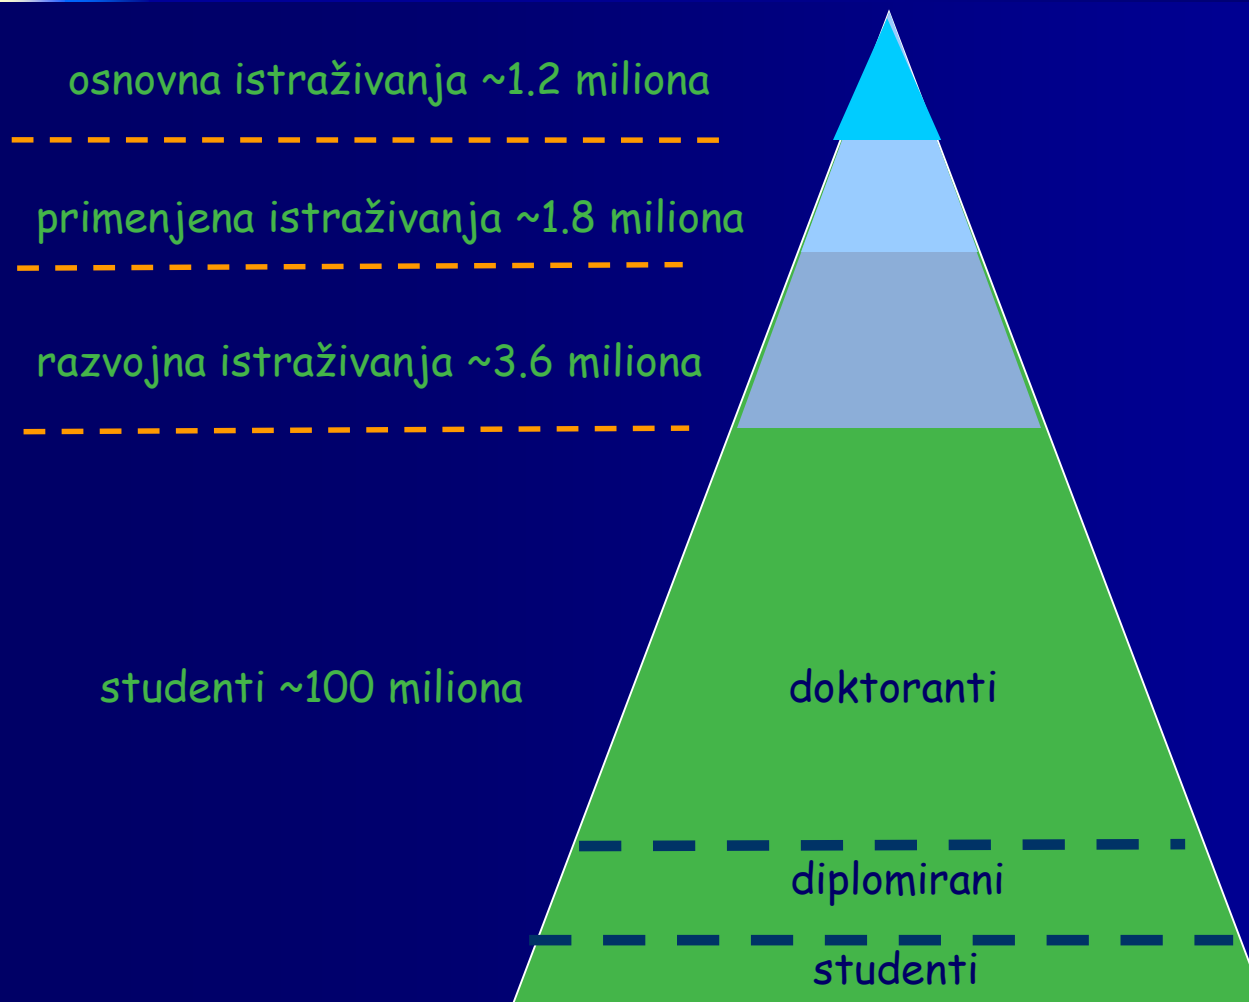 osnovna istraživanja ~1.2 miliona
primenjena istraživanja ~1.8 miliona
razvojna istraživanja ~3.6 miliona
studenti ~100 miliona
doktoranti
diplomirani
studenti